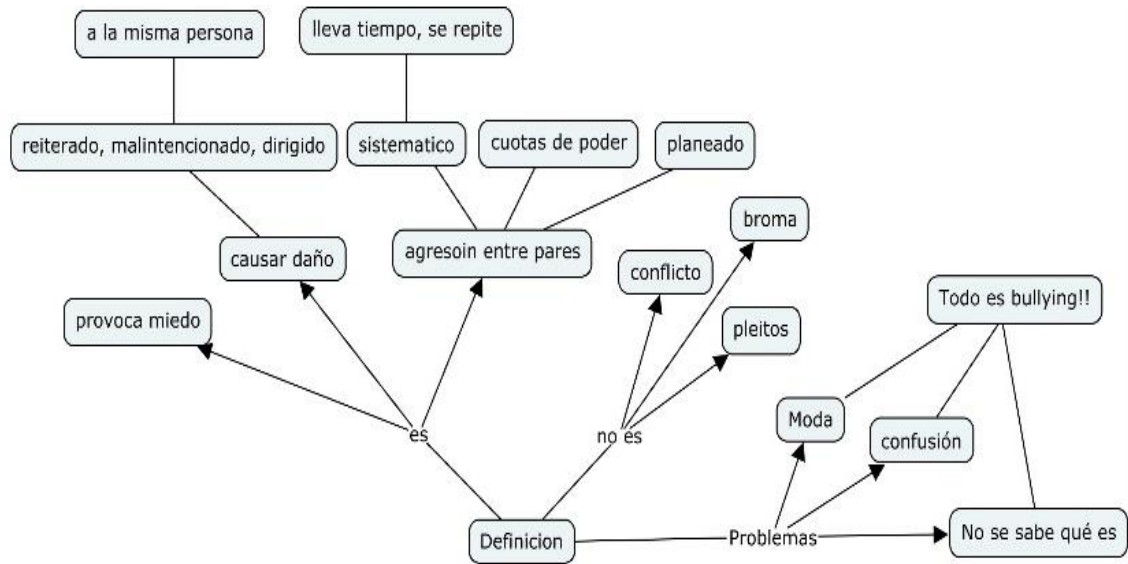 a la misma persona
lleva tiempo, se repite
reiterado, malintencionado, dirigido
sistematico
cuotas de poder
planeado
broma
causar daño
agresoin entre pares
conflicto
Todo es bullying!!
provoca miedo
pleitos
Moda
es
no es
confusión
Definicion
Problemas
No se sabe qué es